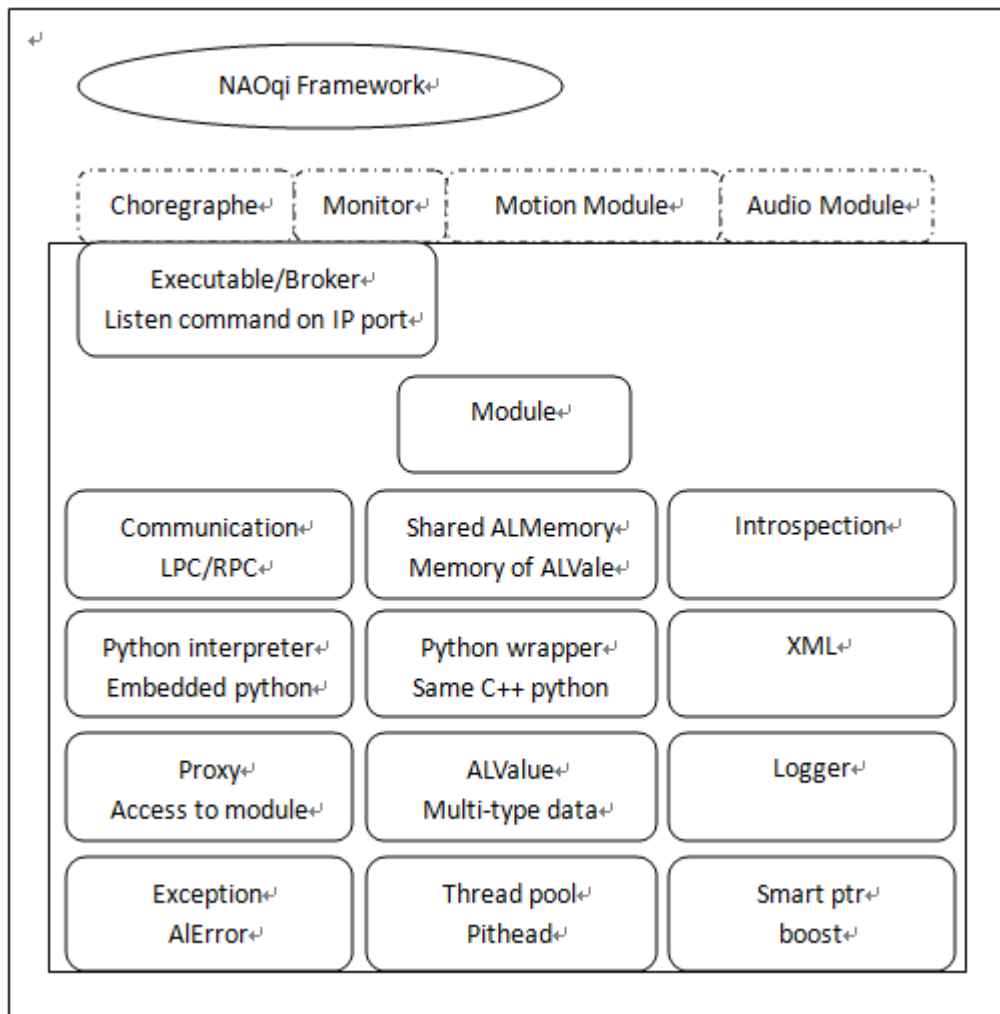 NAOqi Framework
Choregraphe Monitor Motion Module Audio Module
Executable/Broker
Listen command on IP port
Module
Communication
LPC/RPC
Shared ALMemory
Memory of ALVale
Introspection
Python interpreter
Embedded python
Python wrapper
Same C++ python
XML
Proxy
Access to module
ALValue
Multi-type data
Logger
Exception
AlError
Thread pool
Pithead
Smart ptr
boost